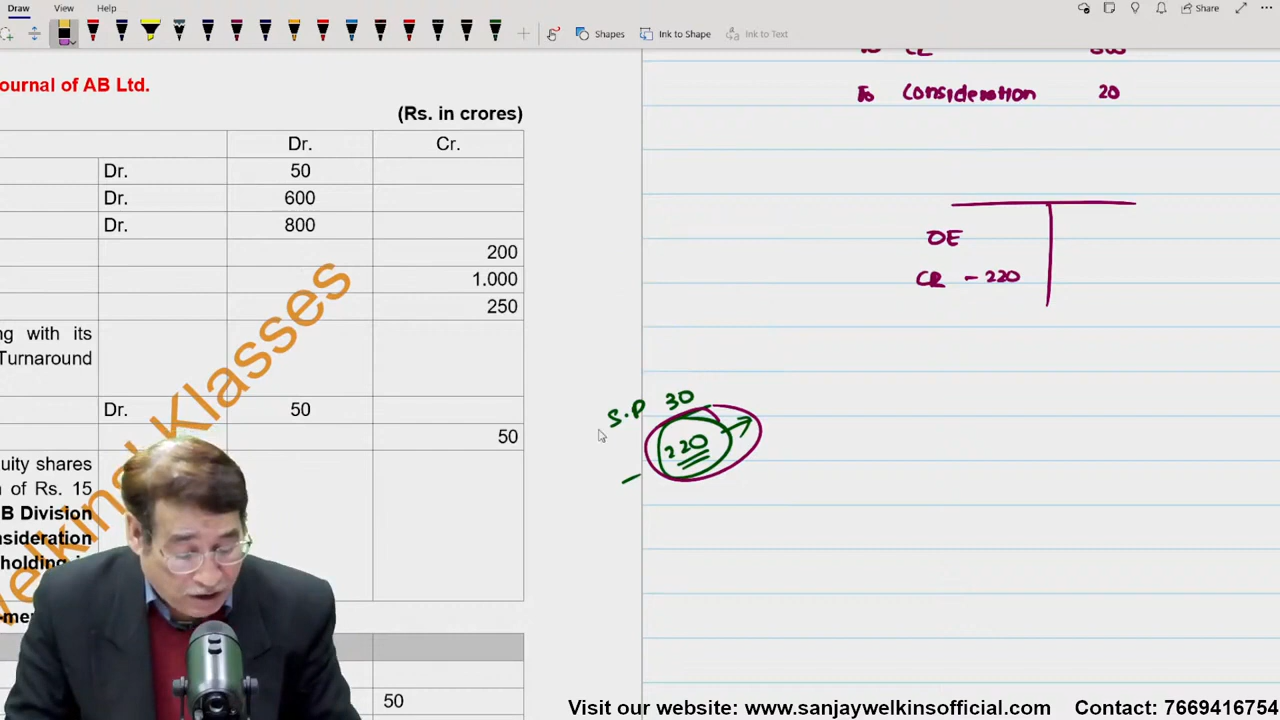 Draw View Help
Share
Shapes
Ink to Shape
Ink to Text
ournal of AB Ltd.
(Rs. in crores)
Dr. Cr.
Dr. 50
Dr. 600
Dr. 800
200
1.000
250
ng with its
Turnaround
Dr. 50
50
uity shares
n of Rs. 15
B Division
nsideration
holding
50
To Consideration 20
OE
CR - 220
S.P 30
220
-
elkins Klasses
Visit our website: www.sanjaywelkinsofficial.com Contact: 7669416754